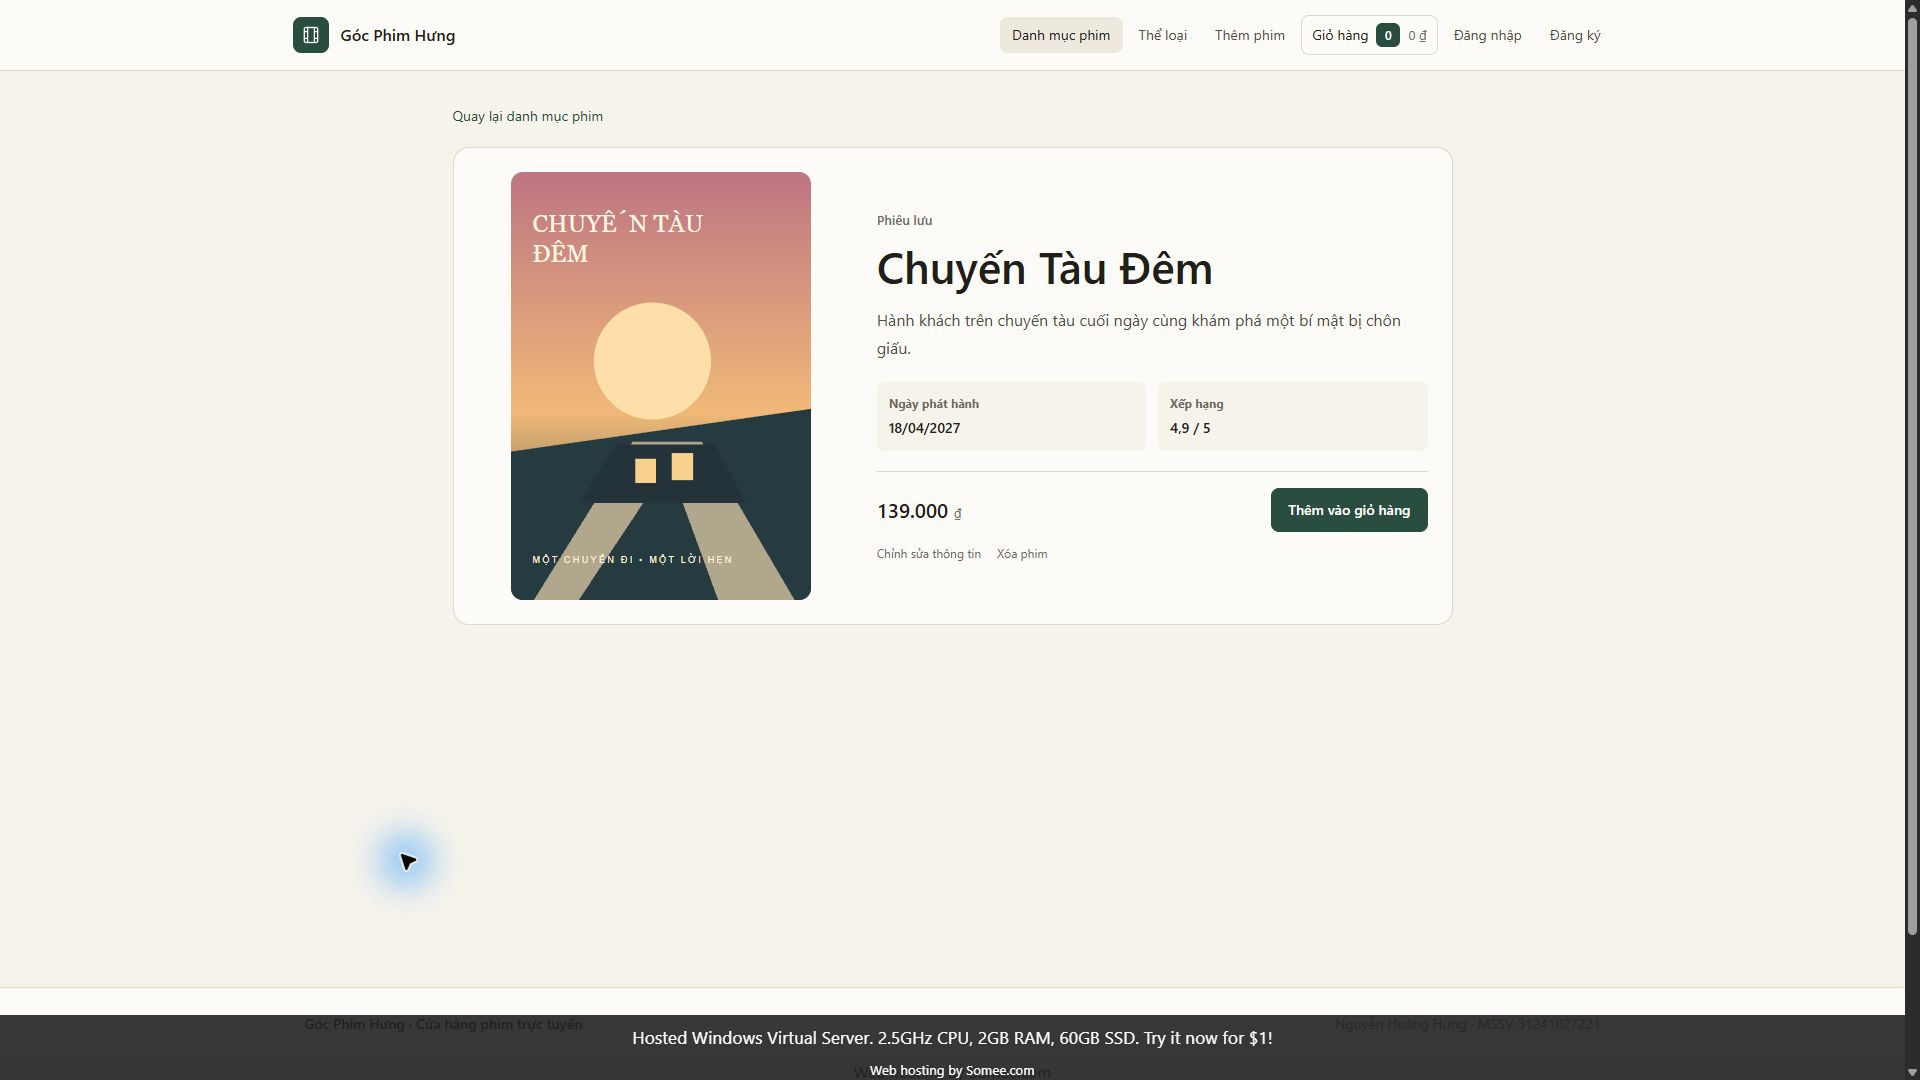 Góc Phim Hưng
Danh mục phim
Thể loại
Thêm phim
Giỏ hàng 0 0 ₫
Đăng nhập
Đăng ký
Quay lại danh mục phim
CHUYÊ´N TÀU
ĐÊM
MỘT CHUYẾN ĐI • MỘT LỜI HẸN
Phiêu lưu
Chuyến Tàu Đêm
Hành khách trên chuyến tàu cuối ngày cùng khám phá một bí mật bị chôn
giấu.
Ngày phát hành
18/04/2027
Xếp hạng
4,9 / 5
139.000 ₫
Thêm vào giỏ hàng
Chỉnh sửa thông tin
Xóa phim
Góc Phim Hưng · Cửa hàng phim trực tuyến
Nguyễn Hoàng Hưng · MSSV 31241027221
Hosted Windows Virtual Server. 2.5GHz CPU, 2GB RAM, 60GB SSD. Try it now for $1!
Web hosting by Somee.com